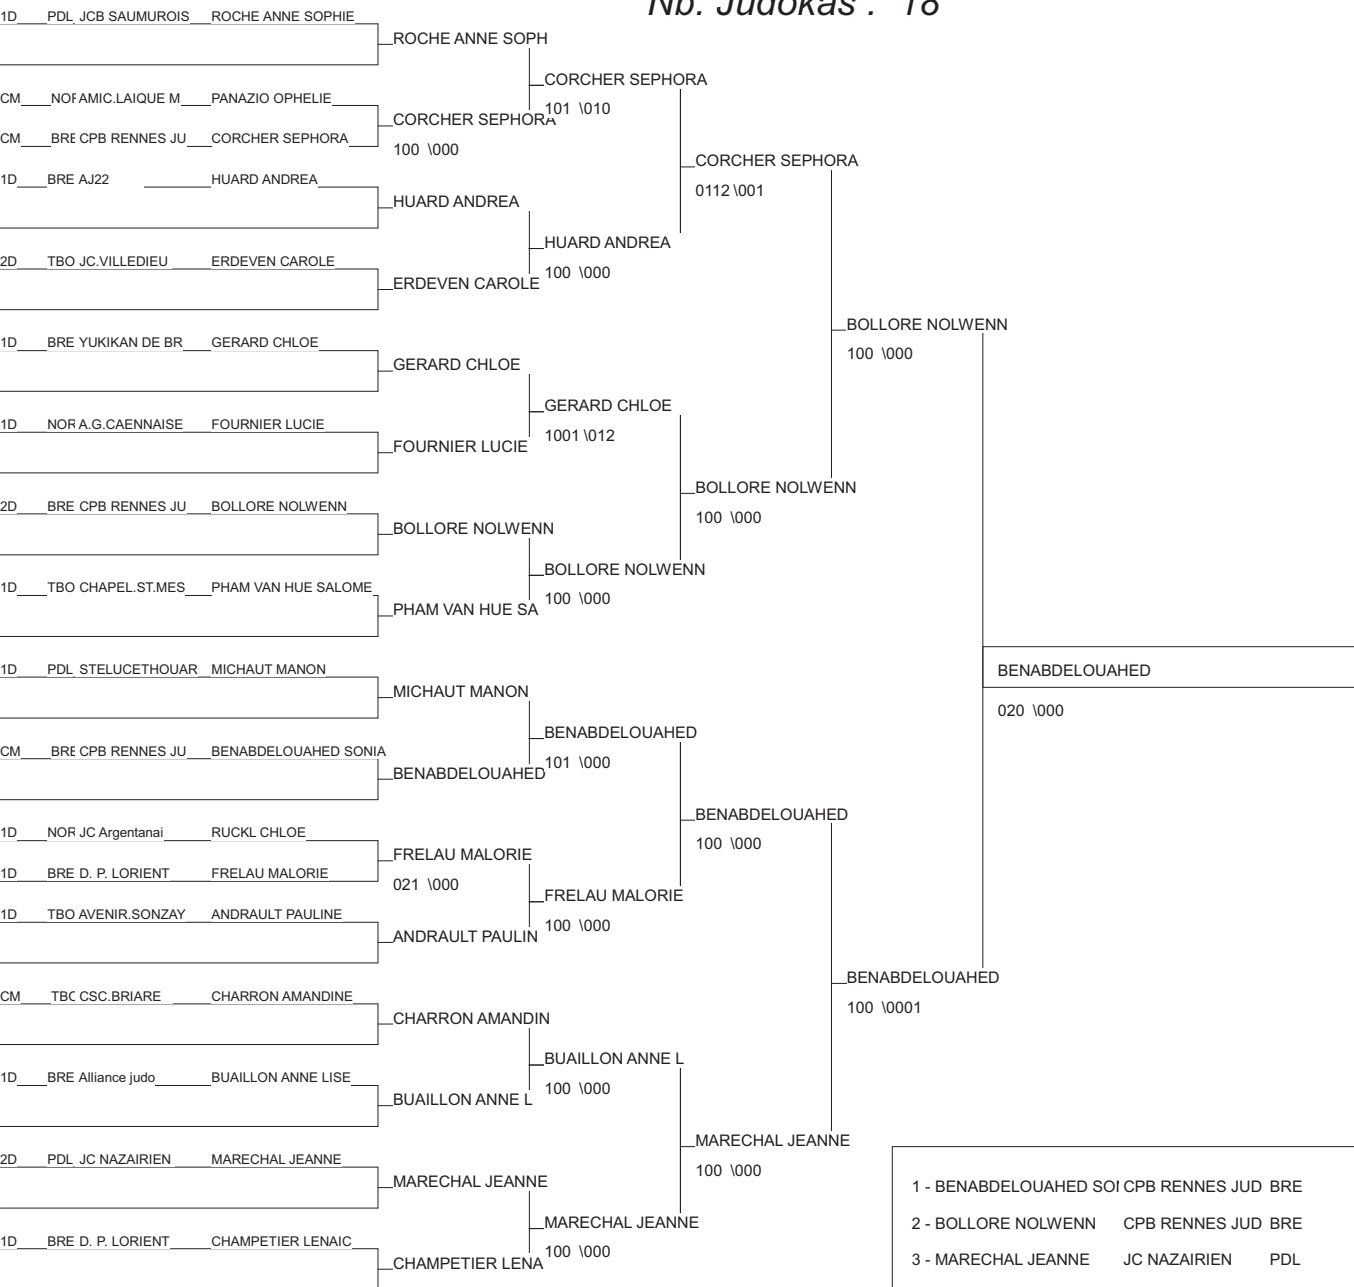 Nb. Judokas : 18
1D PDL JCB SAUMUROIS ROCHE ANNE SOPHIE
ROCHE ANNE SOPH
CORCHER SEPHORA
101 \010
CM NOR AMIC.LAIQUE M PANAZIO OPHELIE
CORCHER SEPHORA
100 \000
CM BRE CPB RENNES JU CORCHER SEPHORA
CORCHER SEPHORA
0112 \001
1D BRE AJ22 HUARD ANDREA
HUARD ANDREA
HUARD ANDREA
100 \000
2D TBO JC.VILLEDIEU ERDEVEN CAROLE
ERDEVEN CAROLE
BOLLORE NOLWENN
100 \000
1D BRE YUKIKAN DE BR GERARD CHLOE
GERARD CHLOE
GERARD CHLOE
1001 \012
1D NOR A.G.CAENNAISE FOURNIER LUCIE
FOURNIER LUCIE
BOLLORE NOLWENN
100 \000
2D BRE CPB RENNES JU BOLLORE NOLWENN
BOLLORE NOLWENN
BOLLORE NOLWENN
100 \000
1D TBO CHAPEL.ST.MES PHAM VAN HUE SALOME
PHAM VAN HUE SA
BENABDELOUAHED
020 \000
1D PDL STELUCETHOUAR MICHAUT MANON
MICHAUT MANON
BENABDELOUAHED
101 \000
CM BRE CPB RENNES JU BENABDELOUAHED SONIA
BENABDELOUAHED
BENABDELOUAHED
100 \000
1D NOR JC Argentanai RUCKL CHLOE
FRELAU MALORIE
021 \000
1D BRE D. P. LORIENT FRELAU MALORIE
FRELAU MALORIE
100 \000
1D TBO AVENIR.SONZAY ANDRAULT PAULINE
ANDRAULT PAULIN
BENABDELOUAHED
100 \0001
CM TBO CSC.BRIARE CHARRON AMANDINE
CHARRON AMANDIN
BUAILLON ANNE L
100 \000
1D BRE Alliance judo BUAILLON ANNE LISE
BUAILLON ANNE L
MARECHAL JEANNE
100 \000
2D PDL JC NAZAIRIEN MARECHAL JEANNE
MARECHAL JEANNE
MARECHAL JEANNE
100 \000
1D BRE D. P. LORIENT CHAMPETIER LENAIC
CHAMPETIER LENA
1 - BENABDELOUAHED SOI CPB RENNES JUD BRE
2 - BOLLORE NOLWENN CPB RENNES JUD BRE
3 - MARECHAL JEANNE JC NAZAIRIEN PDL